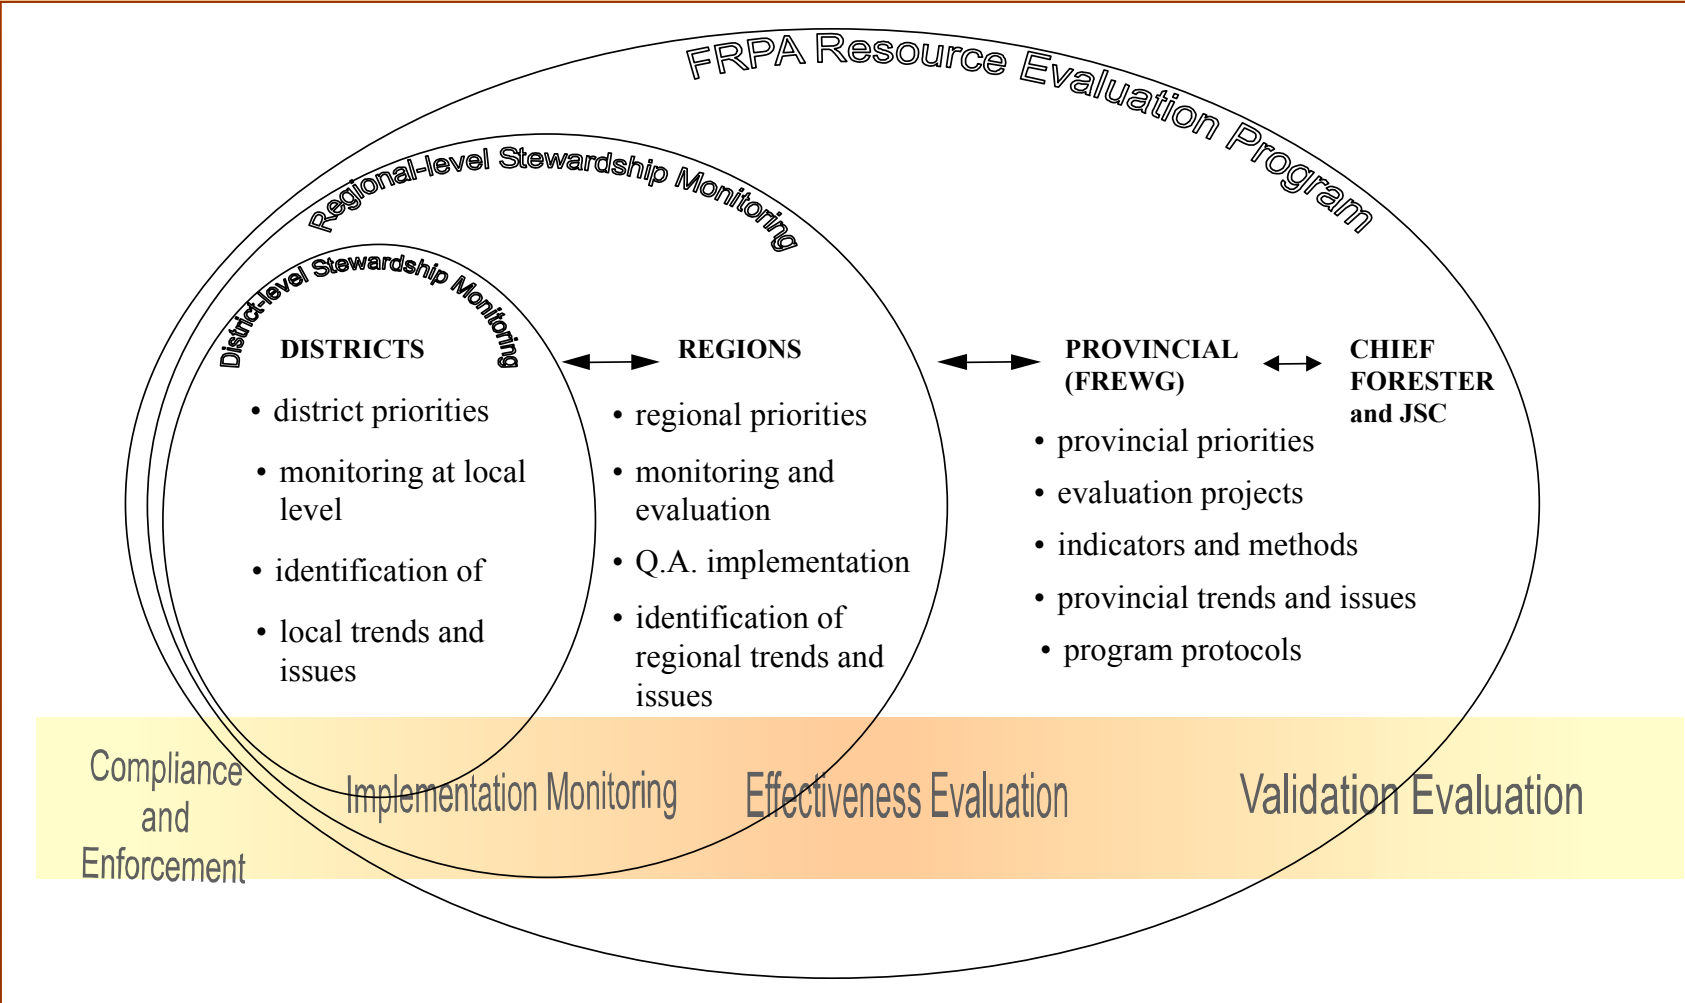 FRPA Resource Evaluation Program
Regional-level Stewardship Monitoring
District-level Stewardship Monitoring
DISTRICTS
• district priorities
• monitoring at local
level
• identification of
• local trends and
issues
REGIONS
• regional priorities
• monitoring and
evaluation
• Q.A. implementation
• identification of
regional trends and
issues
PROVINCIAL
(FREWG)
• provincial priorities
• evaluation projects
• indicators and methods
• provincial trends and issues
• program protocols
CHIEF
FORESTER
and JSC
Compliance
and
Enforcement
Implementation Monitoring
Effectiveness Evaluation
Validation Evaluation